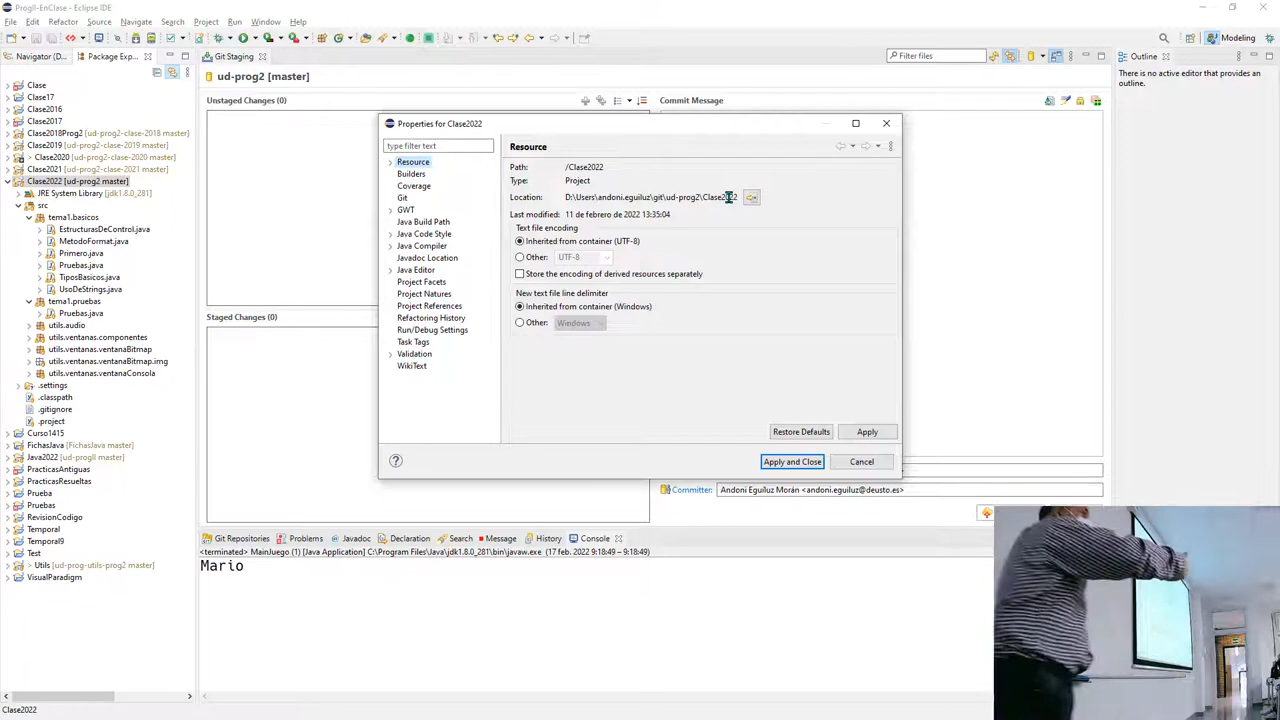 ProgII-EnClase - Eclipse IDE
File Edit Refactor Source Navigate Search Project Run Window Help
Modeling
Navigator (D...
Package Exp...
Git Staging
Filter files
Outline
ud-prog2 [master]
There is no active editor that provides an
outline.
Unstaged Changes (0)
Commit Message
Staged Changes (0)
Clase
Clase17
Clase2016
Clase2017
Clase2018Prog2 [ud-prog2-clase-2018 master]
Clase2019 [ud-prog2-clase-2019 master]
> Clase2020 [ud-prog2-clase-2020 master]
Clase2021 [ud-prog2-clase-2021 master]
Clase2022 [ud-prog2 master]
JRE System Library [jdk1.8.0_281]
src
tema1.basicos
EstructurasDeControl.java
MetodoFormat.java
Primero.java
Pruebas.java
TiposBasicos.java
UsoDeStrings.java
tema1.pruebas
Pruebas.java
utils.audio
utils.ventanas.componentes
utils.ventanas.ventanaBitmap
utils.ventanas.ventanaBitmap.img
utils.ventanas.ventanaConsola
.settings
.classpath
.gitignore
.project
Curso1415
FichasJava [FichasJava master]
Java2022 [ud-progII master]
PracticasAntiguas
PracticasResueltas
Prueba
Pruebas
RevisionCodigo
Temporal
Temporal9
Test
> Utils [ud-prog-utils-prog2 master]
VisualParadigm
Properties for Clase2022
type filter text
Resource
Builders
Coverage
Git
GWT
Java Build Path
Java Code Style
Java Compiler
Javadoc Location
Java Editor
Project Facets
Project Natures
Project References
Refactoring History
Run/Debug Settings
Task Tags
Validation
WikiText
Resource
Path: /Clase2022
Type: Project
Location: D:\Users\andoni.eguiluz\git\ud-prog2\Clase2022
Last modified: 11 de febrero de 2022 13:35:04
Text file encoding
Inherited from container (UTF-8)
Other: UTF-8
Store the encoding of derived resources separately
New text file line delimiter
Inherited from container (Windows)
Other: Windows
Restore Defaults Apply
Apply and Close Cancel
Committer: Andoni Eguíluz Morán <andoni.eguiluz@deusto.es>
Git Repositories Problems Javadoc Declaration Search Message History Console
<terminated> MainJuego (1) [Java Application] C:\Program Files\Java\jdk1.8.0_281\bin\javaw.exe (17 feb. 2022 9:18:49 – 9:18:49)
Mario
Clase2022